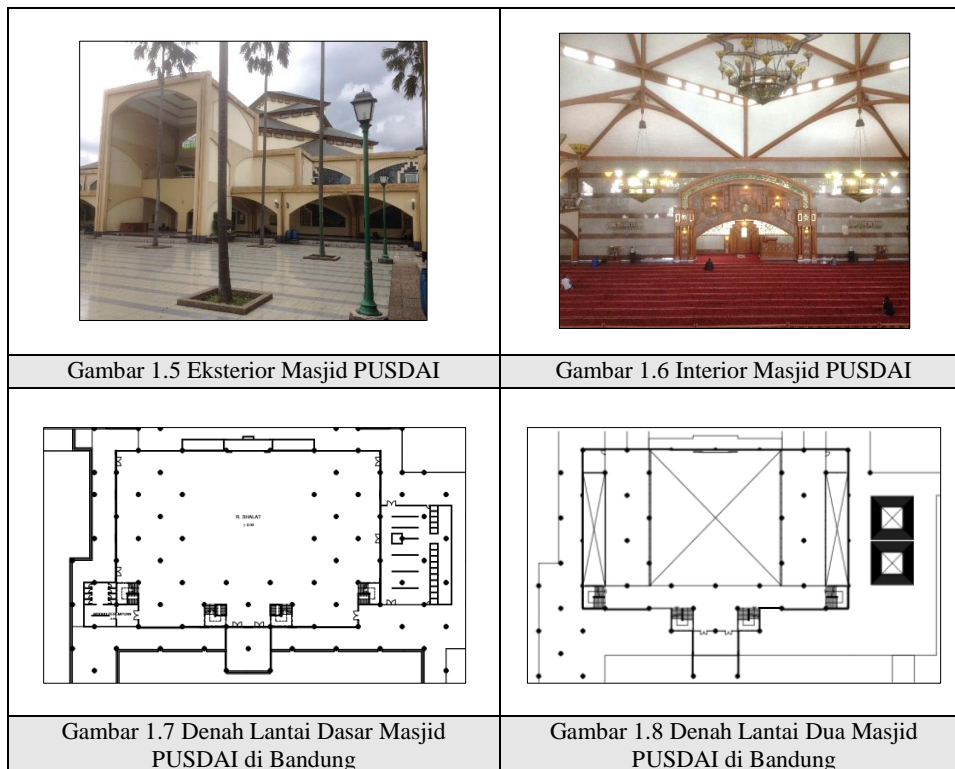 Gambar 1.5 Eksterior Masjid PUSDAI
Gambar 1.6 Interior Masjid PUSDAI
R. SHALAT
Gambar 1.7 Denah Lantai Dasar Masjid
PUSDAI di Bandung
Gambar 1.8 Denah Lantai Dua Masjid
PUSDAI di Bandung